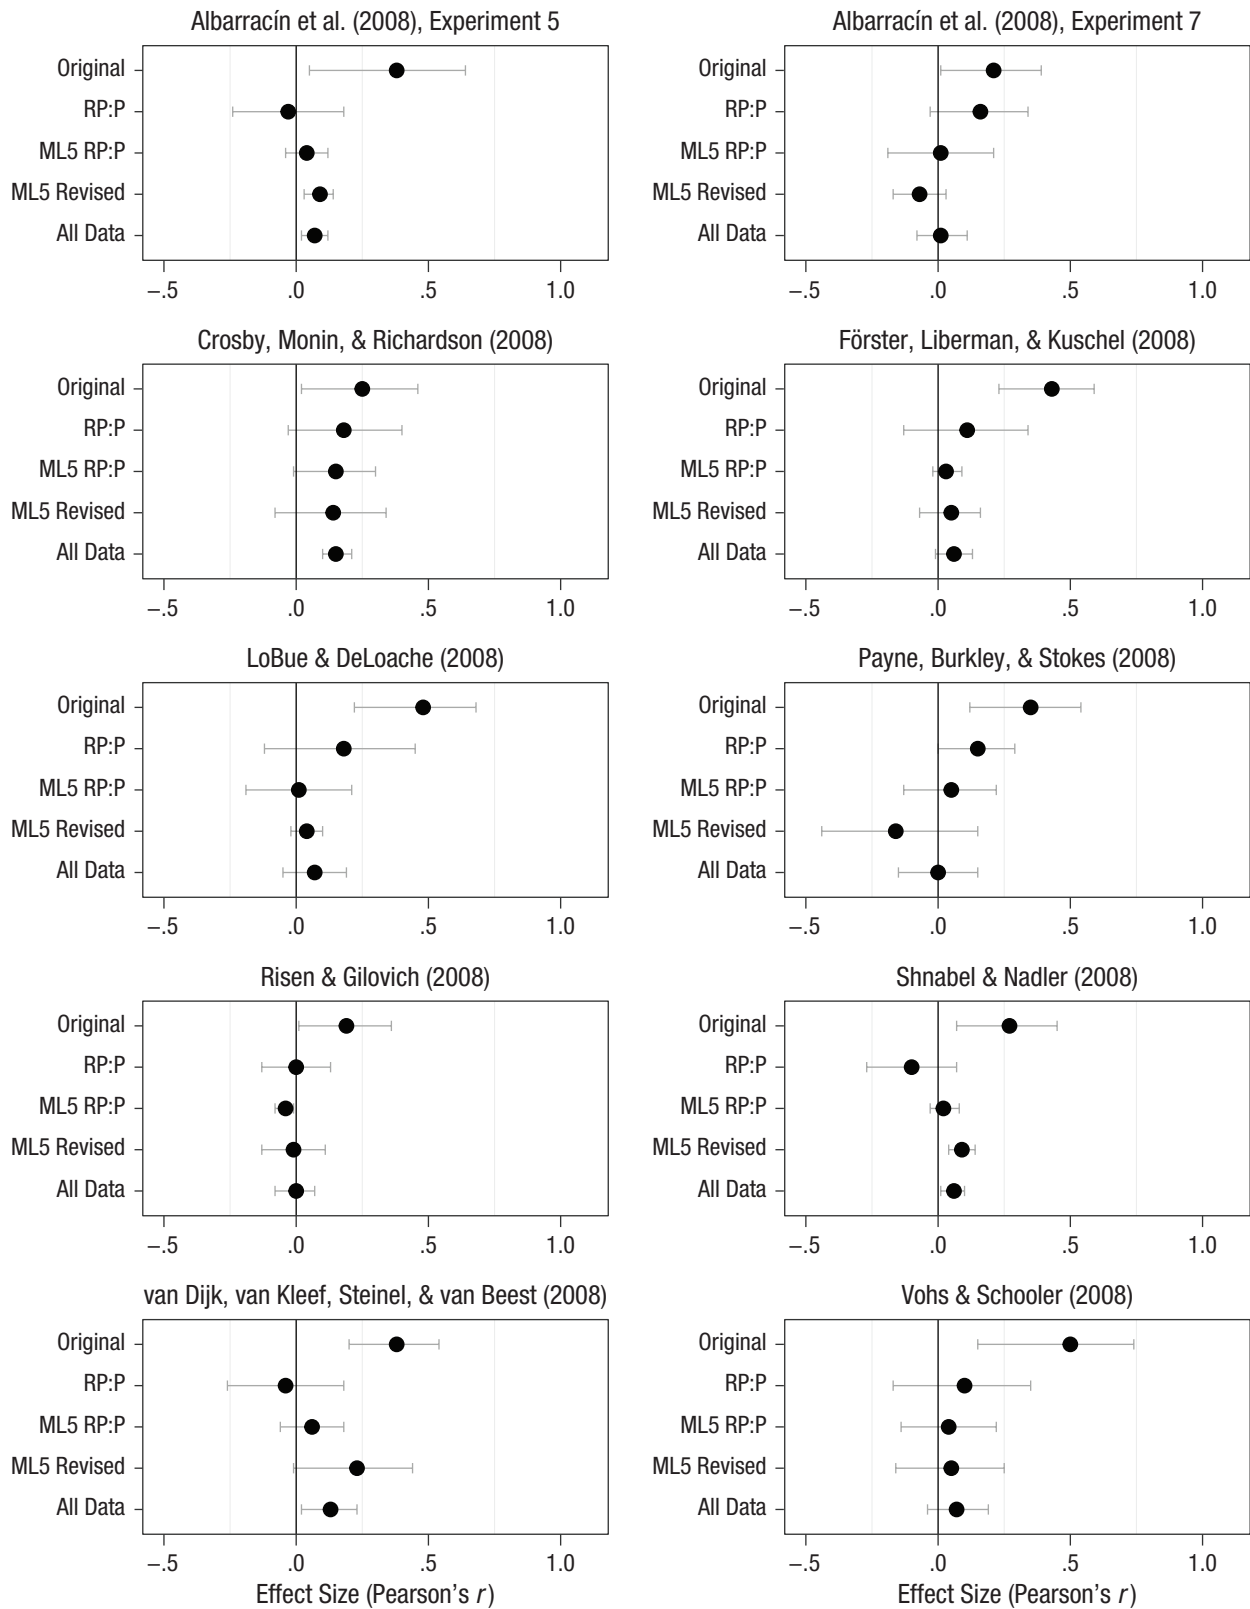 Albarracín et al. (2008), Experiment 5
Original
RP:P
ML5 RP:P
ML5 Revised
All Data
–.5 .0 .5 1.0
Albarracín et al. (2008), Experiment 7
Original
RP:P
ML5 RP:P
ML5 Revised
All Data
–.5 .0 .5 1.0
Crosby, Monin, & Richardson (2008)
Original
RP:P
ML5 RP:P
ML5 Revised
All Data
–.5 .0 .5 1.0
Förster, Liberman, & Kuschel (2008)
Original
RP:P
ML5 RP:P
ML5 Revised
All Data
–.5 .0 .5 1.0
LoBue & DeLoache (2008)
Original
RP:P
ML5 RP:P
ML5 Revised
All Data
–.5 .0 .5 1.0
Payne, Burkley, & Stokes (2008)
Original
RP:P
ML5 RP:P
ML5 Revised
All Data
–.5 .0 .5 1.0
Risen & Gilovich (2008)
Original
RP:P
ML5 RP:P
ML5 Revised
All Data
–.5 .0 .5 1.0
Shnabel & Nadler (2008)
Original
RP:P
ML5 RP:P
ML5 Revised
All Data
–.5 .0 .5 1.0
van Dijk, van Kleef, Steinel, & van Beest (2008)
Original
RP:P
ML5 RP:P
ML5 Revised
All Data
–.5 .0 .5 1.0
Effect Size (Pearson’s r)
Vohs & Schooler (2008)
Original
RP:P
ML5 RP:P
ML5 Revised
All Data
–.5 .0 .5 1.0
Effect Size (Pearson’s r)